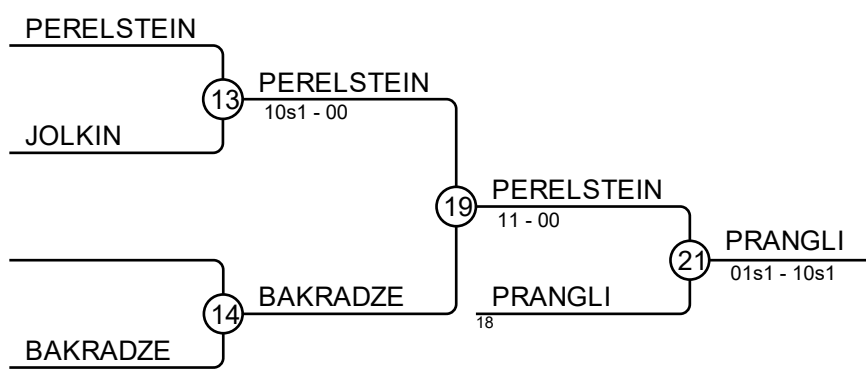 PERELSTEIN
13
PERELSTEIN
10s1 - 00
JOLKIN
19
PERELSTEIN
11 - 00
21
PRANGLI
01s1 - 10s1
14
BAKRADZE
PRANGLI
18
BAKRADZE